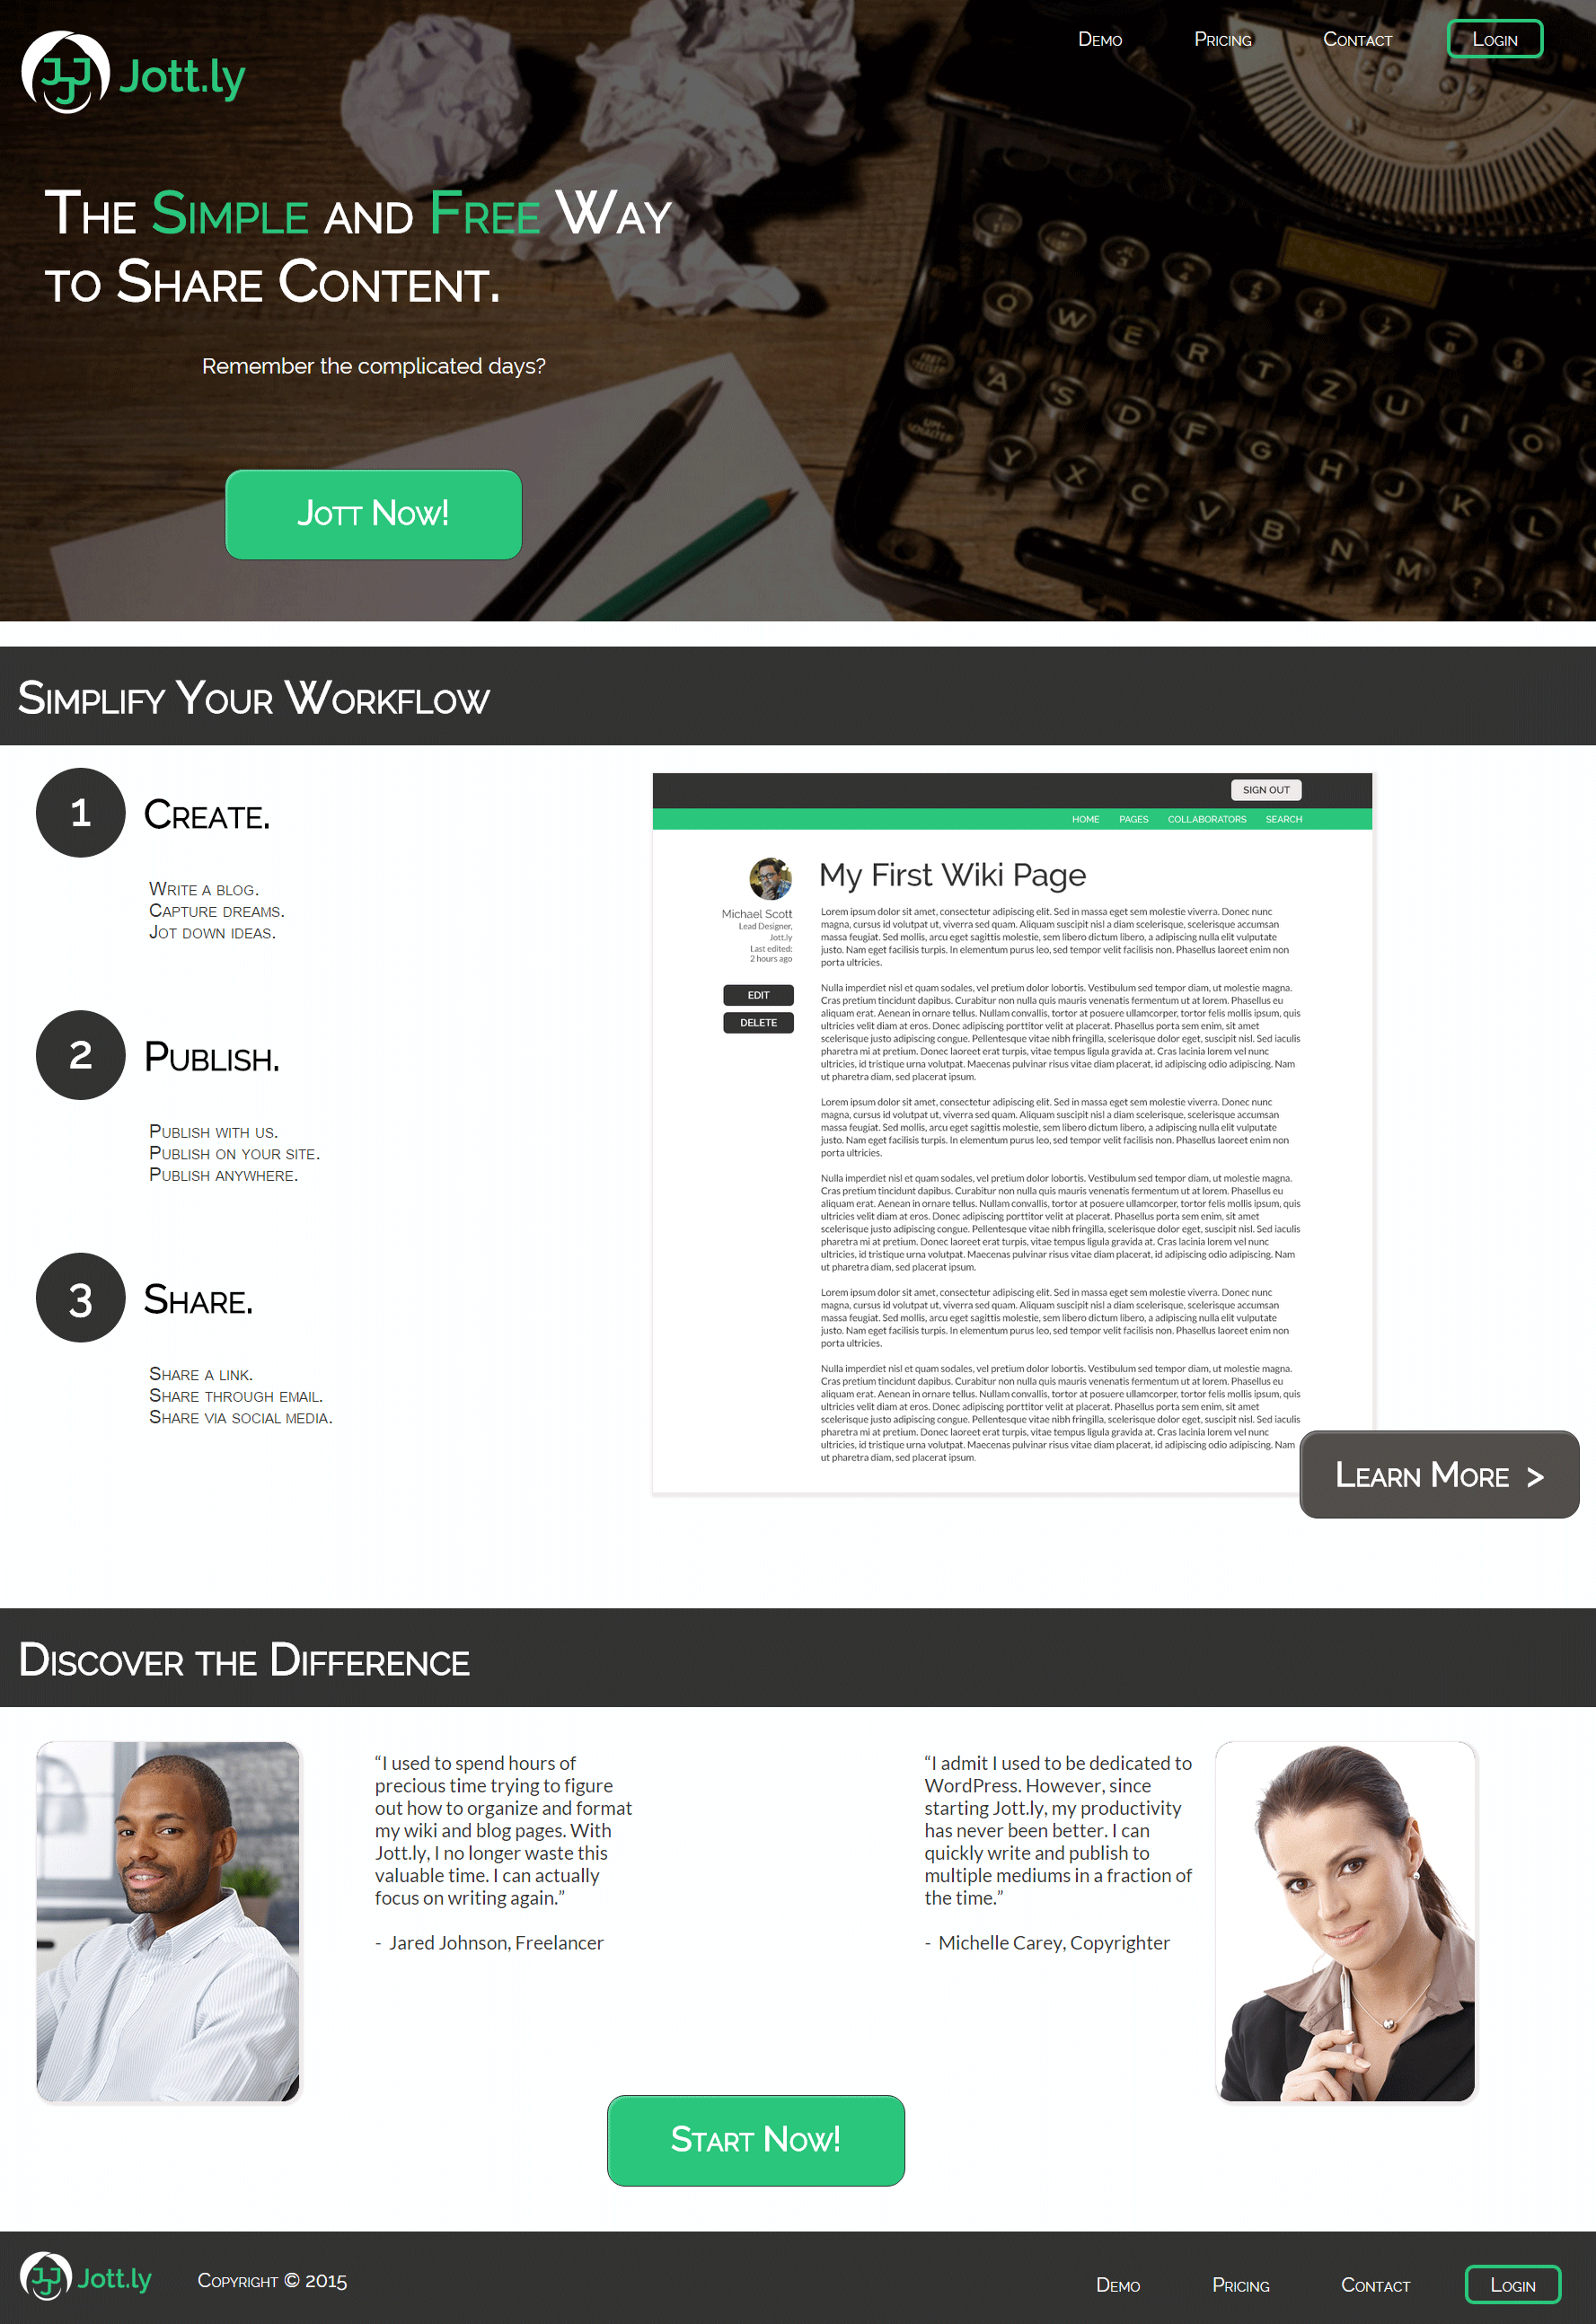 Jott.ly
Demo Pricing Contact Login
The Simple and Free Way
to Share Content.
Remember the complicated days?
Jott Now!
Simplify Your Workflow
1 Create.
Write a blog.
Capture dreams.
Jot down ideas.
2 Publish.
Publish with us.
Publish on your site.
Publish anywhere.
3 Share.
Share a link.
Share through email.
Share via social media.
SIGN OUT
HOME PAGES COLLABORATORS SEARCH
Michael Scott
Lead Designer,
Jott.ly
Last edited:
2 hours ago
EDIT
DELETE
My First Wiki Page
Lorem ipsum dolor sit amet, consectetur adipiscing elit. Sed in massa eget sem molestie viverra. Donec nunc
magna, cursus id volutpat ut, viverra sed quam. Aliquam suscipit nisl a diam scelerisque, scelerisque accumsan
massa feugiat. Sed mollis, arcu eget sagittis molestie, sem libero dictum libero, a adipiscing nulla elit vulputate
justo. Nam eget facilisis turpis. In elementum purus leo, sed tempor velit facilisis non. Phasellus laoreet enim non
porta ultricies.
Nulla imperdiet nisl et quam sodales, vel pretium dolor lobortis. Vestibulum sed tempor diam, ut molestie magna.
Cras pretium tincidunt dapibus. Curabitur non nulla quis mauris venenatis fermentum ut at lorem. Phasellus eu
aliquam erat. Aenean in ornare tellus. Nullam convallis, tortor at posuere ullamcorper, tortor felis mollis ipsum, quis
ultricies velit diam at eros. Donec adipiscing porttitor velit at placerat. Phasellus porta sem enim, sit amet
scelerisque justo adipiscing congue. Pellentesque vitae nibh fringilla, scelerisque dolor eget, suscipit nisl. Sed iaculis
pharetra mi at pretium. Donec laoreet erat turpis, vitae tempus ligula gravida at. Cras lacinia lorem vel nunc
ultricies, id tristique urna volutpat. Maecenas pulvinar risus vitae diam placerat, id adipiscing odio adipiscing. Nam
ut pharetra diam, sed placerat ipsum.
Lorem ipsum dolor sit amet, consectetur adipiscing elit. Sed in massa eget sem molestie viverra. Donec nunc
magna, cursus id volutpat ut, viverra sed quam. Aliquam suscipit nisl a diam scelerisque, scelerisque accumsan
massa feugiat. Sed mollis, arcu eget sagittis molestie, sem libero dictum libero, a adipiscing nulla elit vulputate
justo. Nam eget facilisis turpis. In elementum purus leo, sed tempor velit facilisis non. Phasellus laoreet enim non
porta ultricies.
Nulla imperdiet nisl et quam sodales, vel pretium dolor lobortis. Vestibulum sed tempor diam, ut molestie magna.
Cras pretium tincidunt dapibus. Curabitur non nulla quis mauris venenatis fermentum ut at lorem. Phasellus eu
aliquam erat. Aenean in ornare tellus. Nullam convallis, tortor at posuere ullamcorper, tortor felis mollis ipsum, quis
ultricies velit diam at eros. Donec adipiscing porttitor velit at placerat. Phasellus porta sem enim, sit amet
scelerisque justo adipiscing congue. Pellentesque vitae nibh fringilla, scelerisque dolor eget, suscipit nisl. Sed iaculis
pharetra mi at pretium. Donec laoreet erat turpis, vitae tempus ligula gravida at. Cras lacinia lorem vel nunc
ultricies, id tristique urna volutpat. Maecenas pulvinar risus vitae diam placerat, id adipiscing odio adipiscing. Nam
ut pharetra diam, sed placerat ipsum.
Lorem ipsum dolor sit amet, consectetur adipiscing elit. Sed in massa eget sem molestie viverra. Donec nunc
magna, cursus id volutpat ut, viverra sed quam. Aliquam suscipit nisl a diam scelerisque, scelerisque accumsan
massa feugiat. Sed mollis, arcu eget sagittis molestie, sem libero dictum libero, a adipiscing nulla elit vulputate
justo. Nam eget facilisis turpis. In elementum purus leo, sed tempor velit facilisis non. Phasellus laoreet enim non
porta ultricies.
Nulla imperdiet nisl et quam sodales, vel pretium dolor lobortis. Vestibulum sed tempor diam, ut molestie magna.
Cras pretium tincidunt dapibus. Curabitur non nulla quis mauris venenatis fermentum ut at lorem. Phasellus eu
aliquam erat. Aenean in ornare tellus. Nullam convallis, tortor at posuere ullamcorper, tortor felis mollis ipsum, quis
ultricies velit diam at eros. Donec adipiscing porttitor velit at placerat. Phasellus porta sem enim, sit amet
scelerisque justo adipiscing congue. Pellentesque vitae nibh fringilla, scelerisque dolor eget, suscipit nisl. Sed iaculis
pharetra mi at pretium. Donec laoreet erat turpis, vitae tempus ligula gravida at. Cras lacinia lorem vel nunc
ultricies, id tristique urna volutpat. Maecenas pulvinar risus vitae diam placerat, id adipiscing odio adipiscing. Nam
ut pharetra diam, sed placerat ipsum.
Learn More >
Discover the Difference
“I used to spend hours of
precious time trying to figure
out how to organize and format
my wiki and blog pages. With
Jott.ly, I no longer waste this
valuable time. I can actually
focus on writing again.”
- Jared Johnson, Freelancer
“I admit I used to be dedicated to
WordPress. However, since
starting Jott.ly, my productivity
has never been better. I can
quickly write and publish to
multiple mediums in a fraction of
the time.”
- Michelle Carey, Copyrighter
Start Now!
Jott.ly
Copyright © 2015
Demo Pricing Contact Login